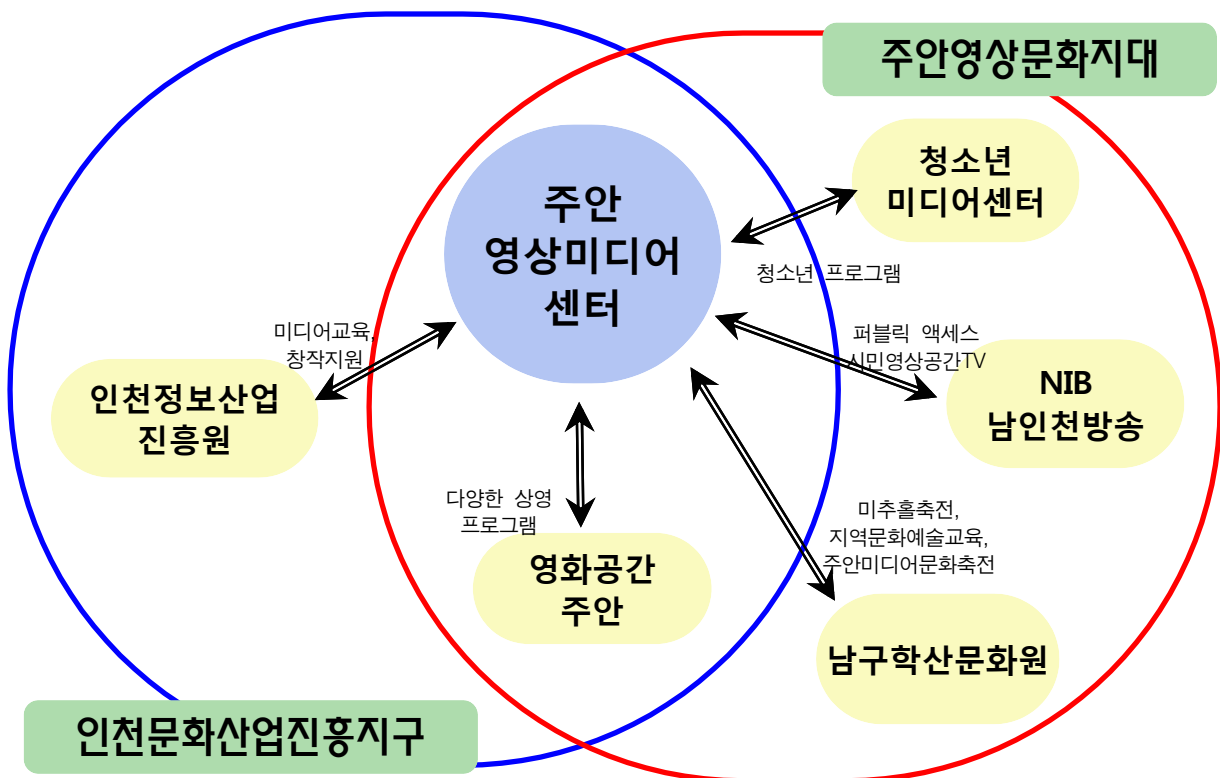 주안영상문화지대
청소년
미디어센터
주안
영상미디어
센터
청소년 프로그램
미디어교육,
창작지원
퍼블릭 액세스
시민영상공간TV
인천정보산업
진흥원
NIB
남인천방송
다양한 상영
프로그램
미추홀축전,
지역문화예술교육,
주안미디어문화축전
영화공간
주안
남구학산문화원
인천문화산업진흥지구